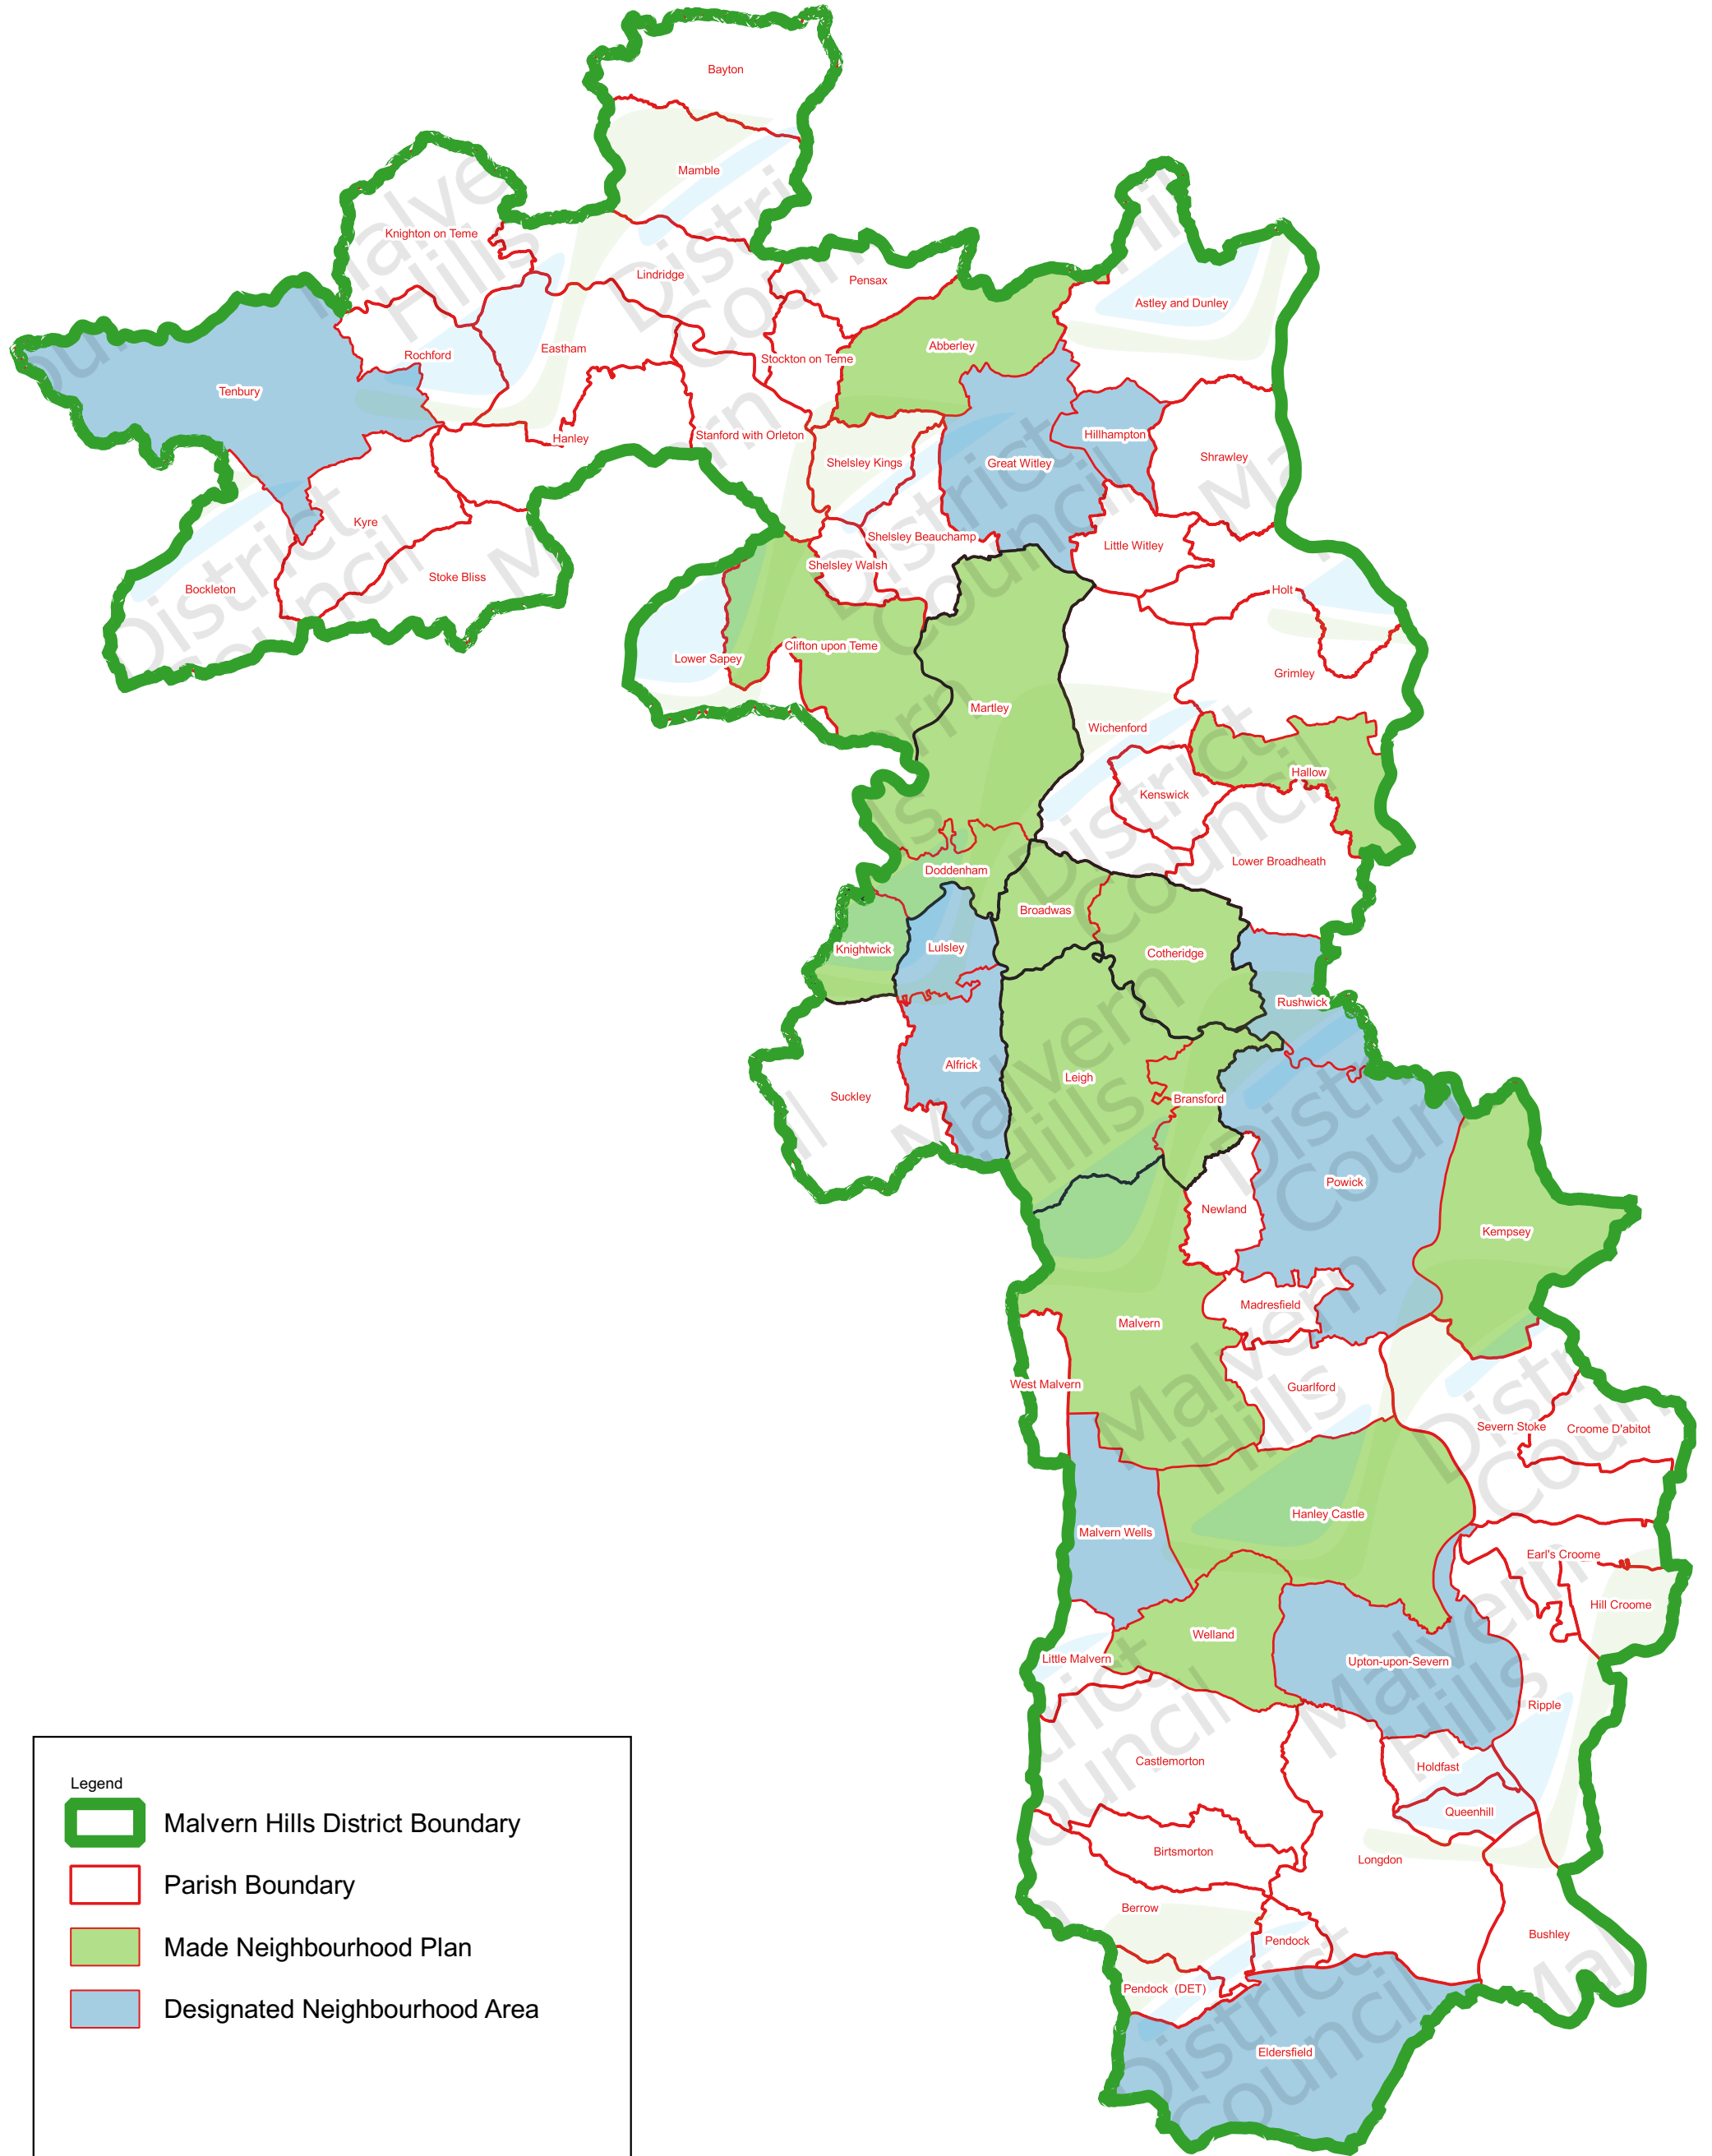 Bayton
Mamble
Knighton on Teme
Lindridge
Pensax
Astley and Dunley
Abberley
Eastham
Rochford
Stockton on Teme
Tenbury
Hanley
Stanford with Orleton
Hillhampton
Shelsley Kings
Great Witley
Shrawley
Kyre
Shelsley Beauchamp
Little Witley
Shelsley Walsh
Stoke Bliss
Bockleton
Holt
Clifton upon Teme
Lower Sapey
Grimley
Martley
Wichenford
Hallow
Kenswick
Lower Broadheath
Doddenham
Broadwas
Knightwick
Lulsley
Cotheridge
Rushwick
Alfrick
Leigh
Suckley
Bransford
Powick
Newland
Kempsey
Madresfield
Malvern
West Malvern
Guarlford
Severn Stoke
Croome D'abitot
Hanley Castle
Malvern Wells
Earl's Croome
Hill Croome
Welland
Little Malvern
Upton-upon-Severn
Ripple
Castlemorton
Holdfast
Queenhill
Birtsmorton
Longdon
Berrow
Bushley
Pendock
Pendock (DET)
Eldersfield
Legend
Malvern Hills District Boundary
Parish Boundary
Made Neighbourhood Plan
Designated Neighbourhood Area
Malvern
Hills
District
Council